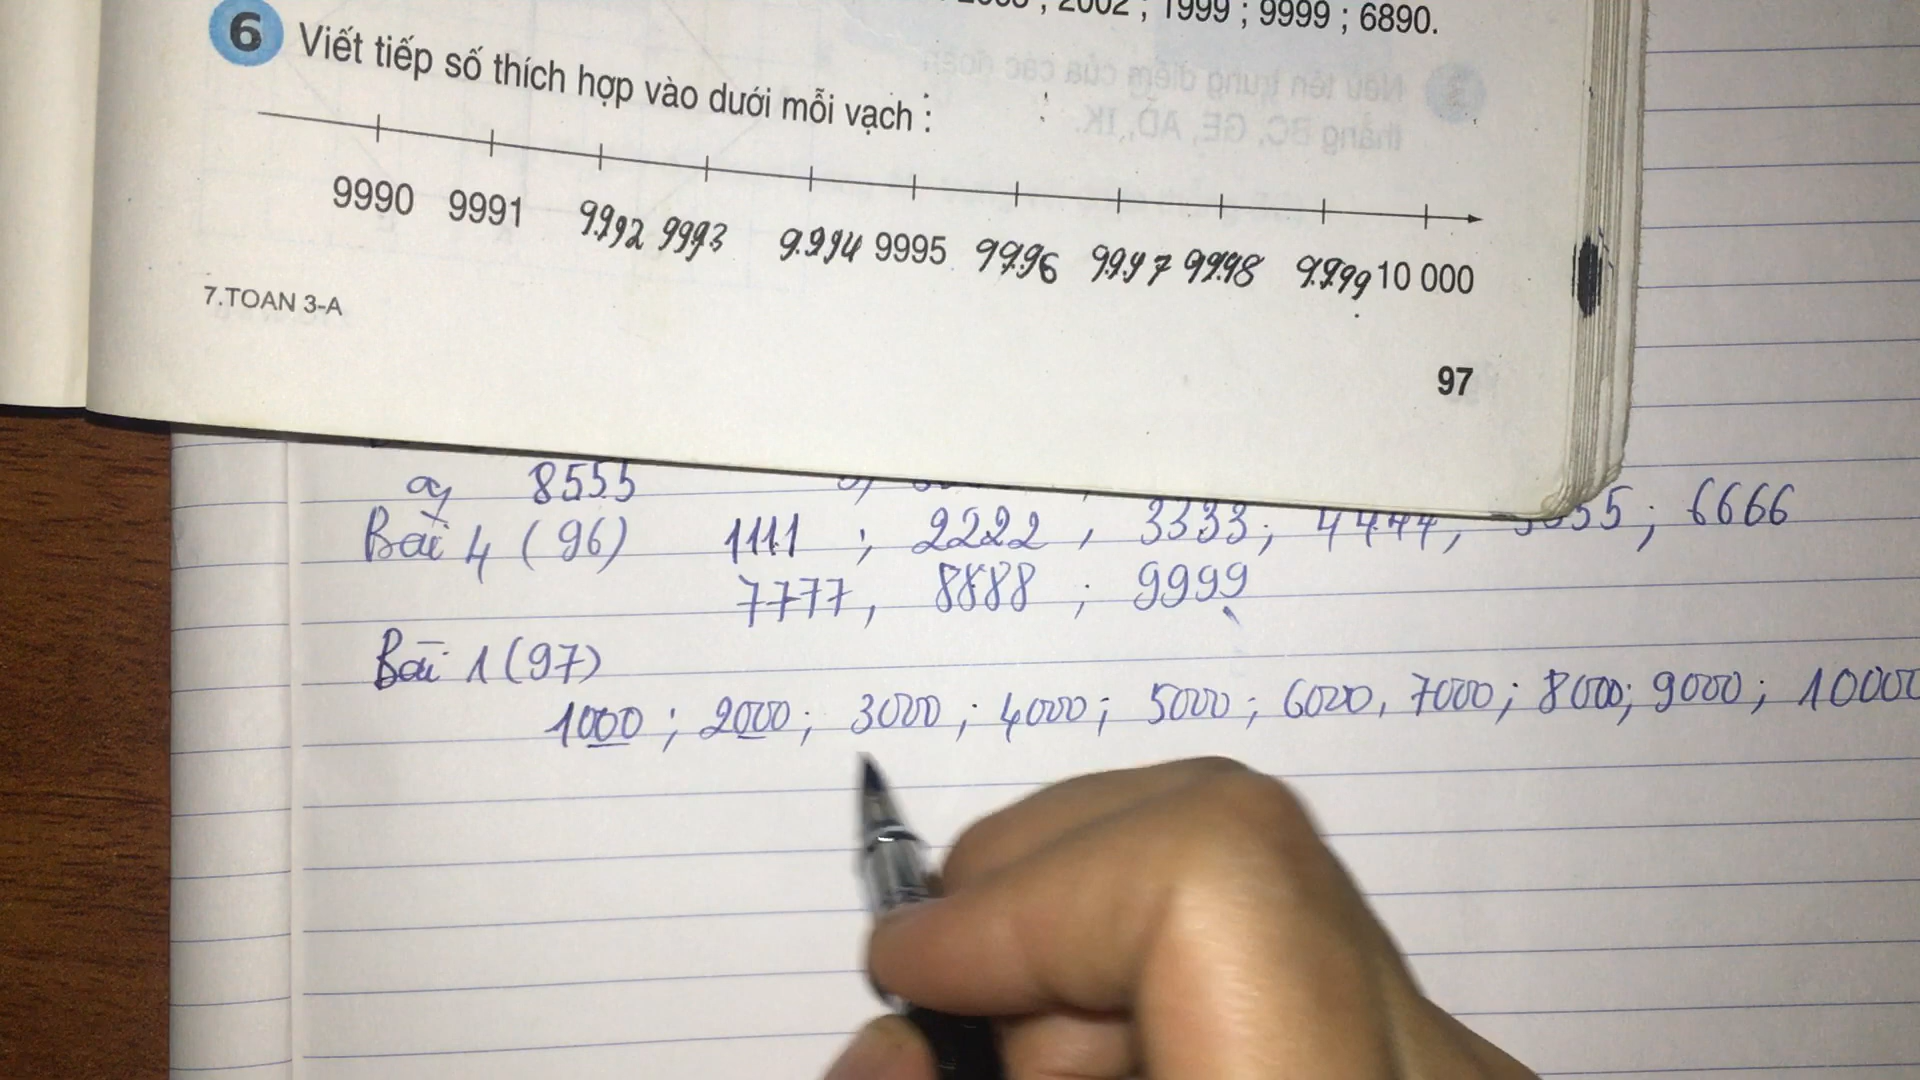 2002 ; 1999 ; 9999 ; 6890.
6 Viết tiếp số thích hợp vào dưới mỗi vạch :
9990 9991 9992 9993 9994 9995 9996 9997 9998 9999 10 000
7.TOAN 3-A
97
a) 8555
Bài 4 (96) 1111 ; 2222 , 3333 ; 4444 ; 5555 ; 6666
7777, 8888 ; 9999
Bài 1 (97)
1000 ; 2000 ; 3000 ; 4000 ; 5000 ; 6000, 7000 ; 8000; 9000 ; 10000